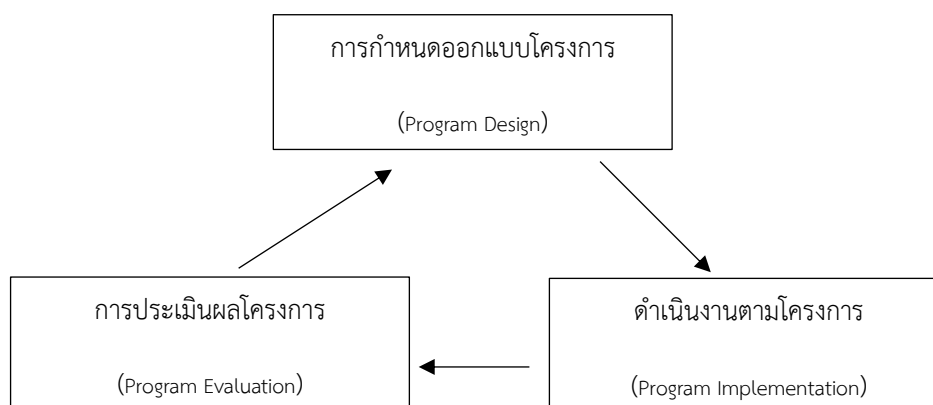 การกำหนดออกแบบโครงการ
(Program Design)
การประเมินผลโครงการ
(Program Evaluation)
ดำเนินงานตามโครงการ
(Program Implementation)